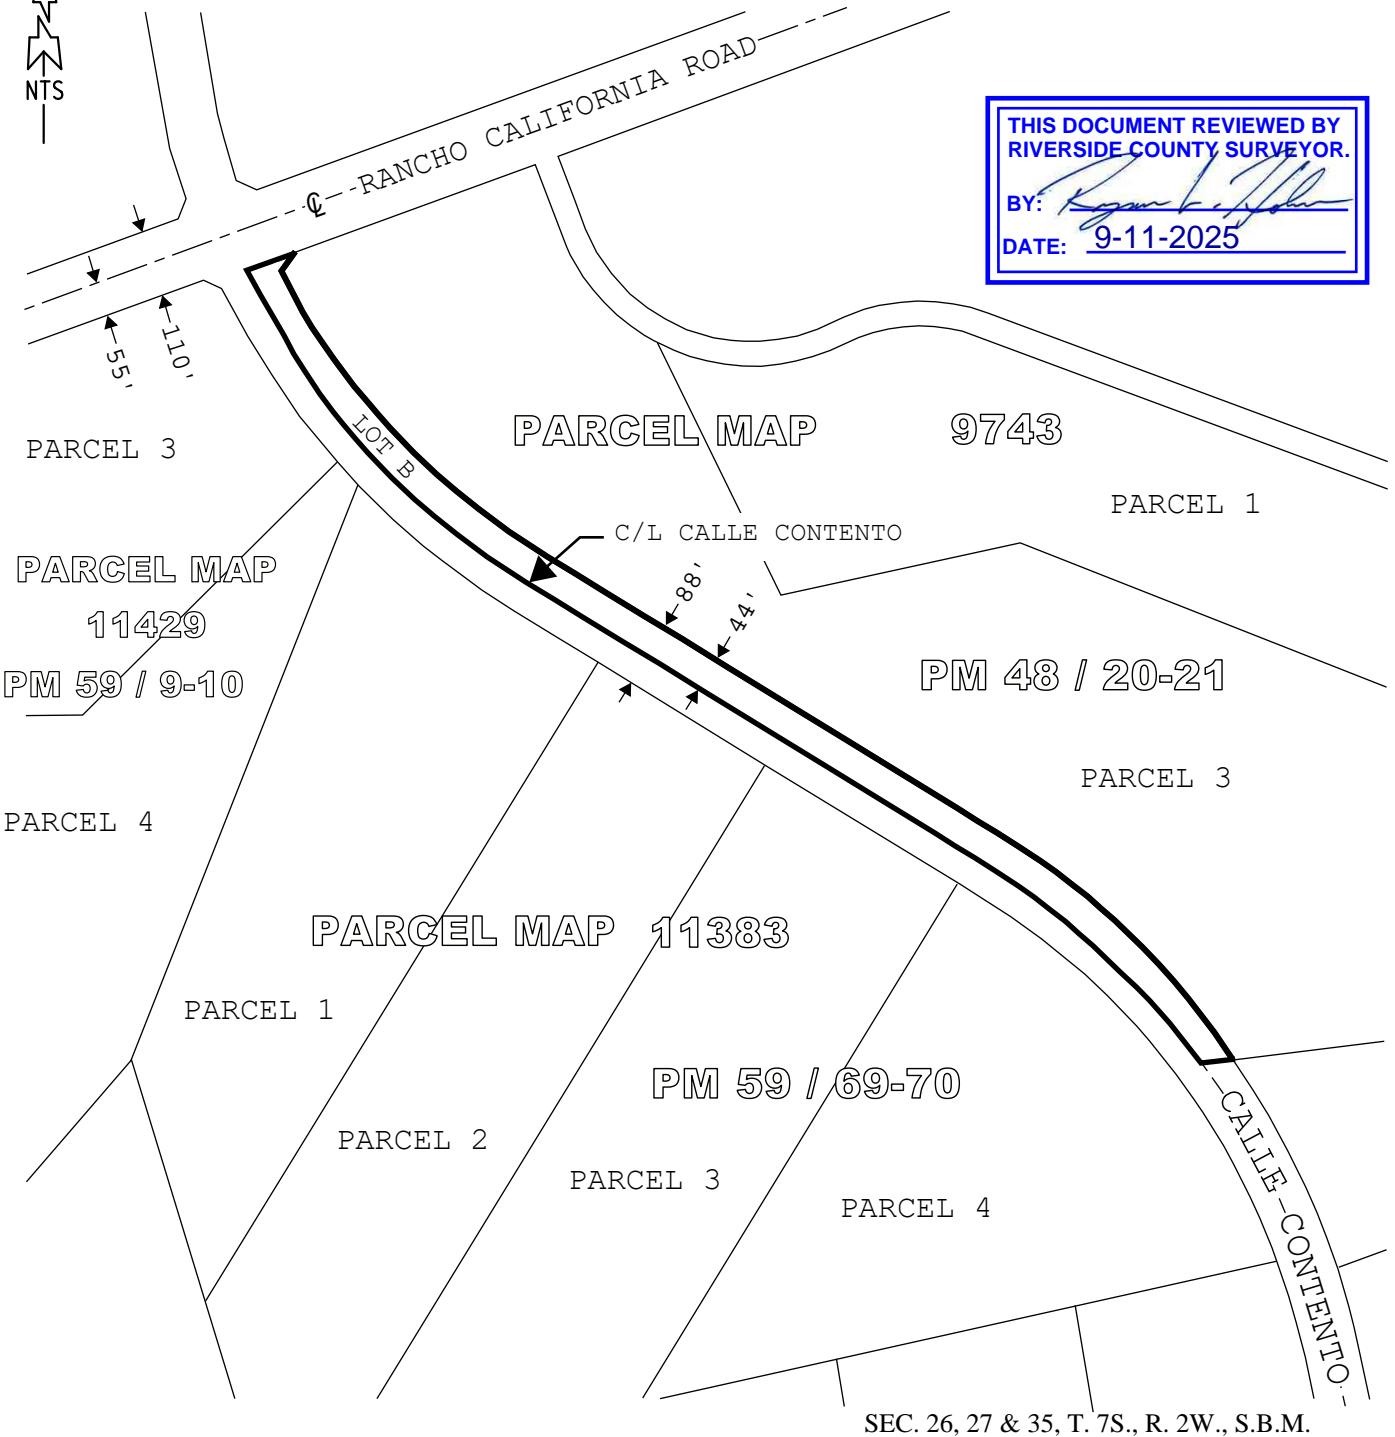 N
NTS
℄ RANCHO CALIFORNIA ROAD
THIS DOCUMENT REVIEWED BY
RIVERSIDE COUNTY SURVEYOR.
BY:
DATE: 9-11-2025
55'
110'
PARCEL 3
LOT B
PARCEL MAP 9743
PARCEL 1
C/L CALLE CONTENTO
PARCEL MAP
11429
PM 59 / 9-10
88'
44'
PM 48 / 20-21
PARCEL 3
PARCEL 4
PARCEL MAP 11383
PARCEL 1
PM 59 / 69-70
PARCEL 2
PARCEL 3
PARCEL 4
CALLE CONTENTO
SEC. 26, 27 & 35, T. 7S., R. 2W., S.B.M.